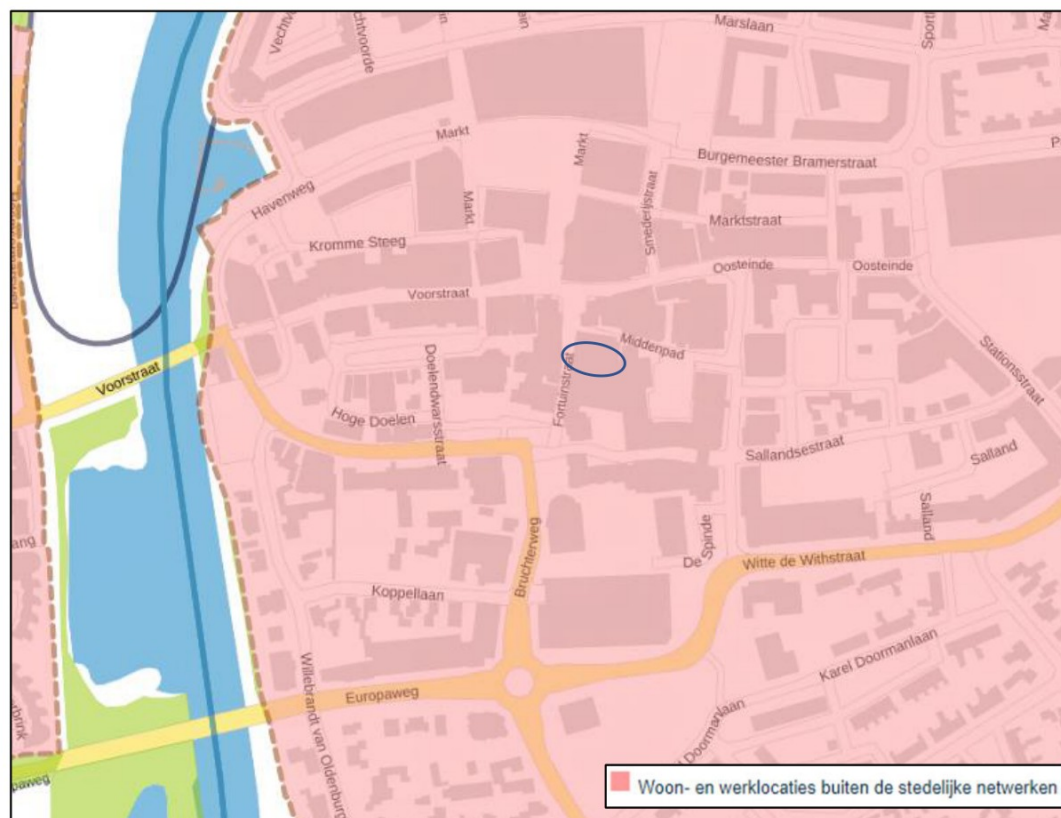 Marslaan
Markt
Markt
Burgemeester Bramerstraat
Havenweg
Markt
Smederijstraat
Marktstraat
Kromme Steeg
Oosteinde
Oosteinde
Voorstraat
Middenpad
Stationsstraat
Voorstraat
Doelendwarsstraat
Fortuinstraat
Hoge Doelen
Sallandsestraat
Salland
Salland
De Spinde
Bruchterweg
Witte de Withstraat
Koppellaan
Karel Doormanlaan
Willebrandt van Oldenburg
Europaweg
Doormanlaan
Woon- en werklocaties buiten de stedelijke netwerken